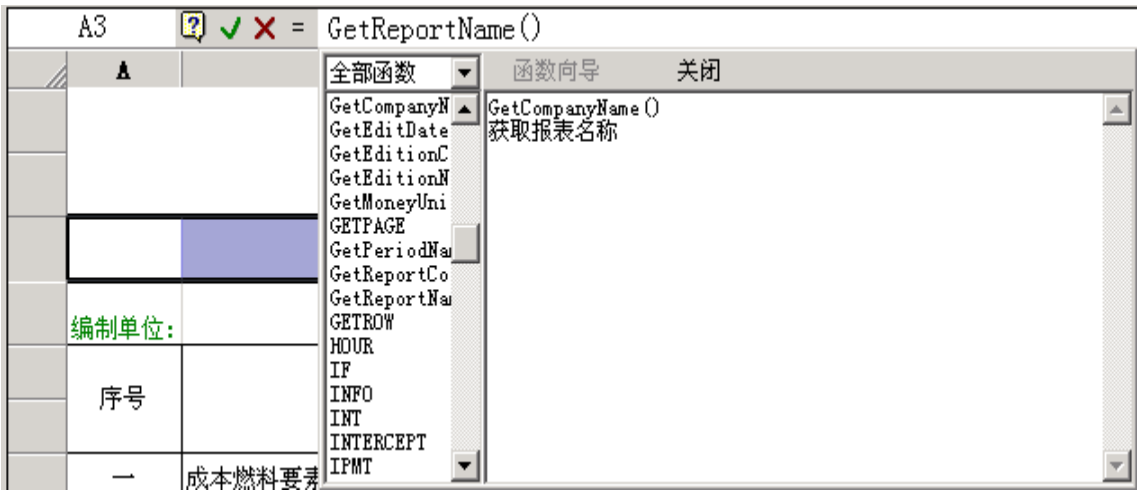 A3 = GetReportName()
A 全部函数 函数向导 关闭
GetCompanyN
GetEditDate
GetEditionC
GetEditionN
GetMoneyUni
GETPAGE
GetPeriodNa
GetReportCo
GetReportNa
GETROW
HOUR
IF
INFO
INT
INTERCEPT
IPMT
GetCompanyName()
获取报表名称
编制单位:
序号
一 成本燃料要素